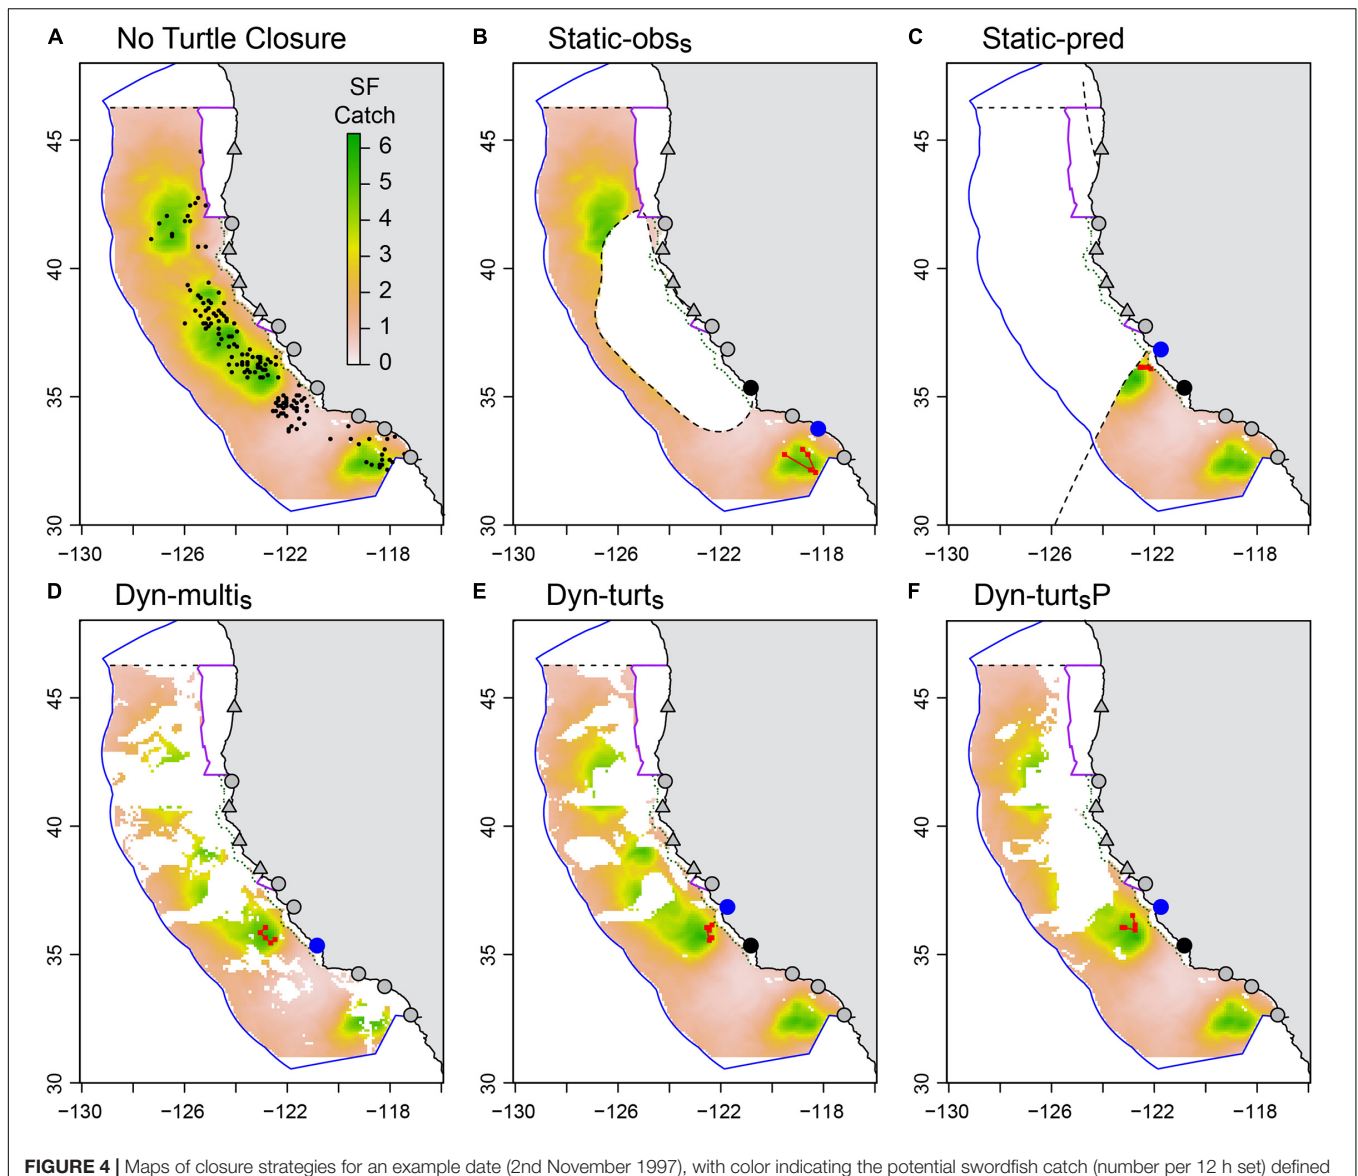 A No Turtle Closure
B Static-obsS
C Static-pred
SF
Catch
6
5
4
3
2
1
0
45
40
35
30
−130 −126 −122 −118
45
40
35
30
−130 −126 −122 −118
45
40
35
30
−130 −126 −122 −118
D Dyn-multiS
E Dyn-turtS
F Dyn-turtSP
45
40
35
30
−130 −126 −122 −118
45
40
35
30
−130 −126 −122 −118
45
40
35
30
−130 −126 −122 −118
FIGURE 4 | Maps of closure strategies for an example date (2nd November 1997), with color indicating the potential swordfish catch (number per 12 h set) defined